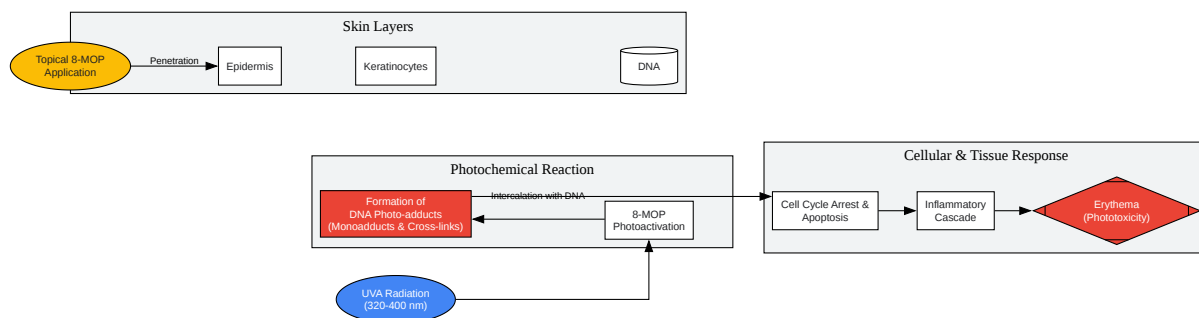 Skin Layers
Topical 8-MOP
Application
Penetration
Epidermis
Keratinocytes
DNA
Photochemical Reaction
Formation of
DNA Photo-adducts
(Monoadducts & Cross-links)
Intercalation with DNA
8-MOP
Photoactivation
UVA Radiation
(320-400 nm)
Cellular & Tissue Response
Cell Cycle Arrest &
Apoptosis
Inflammatory
Cascade
Erythema
(Phototoxicity)